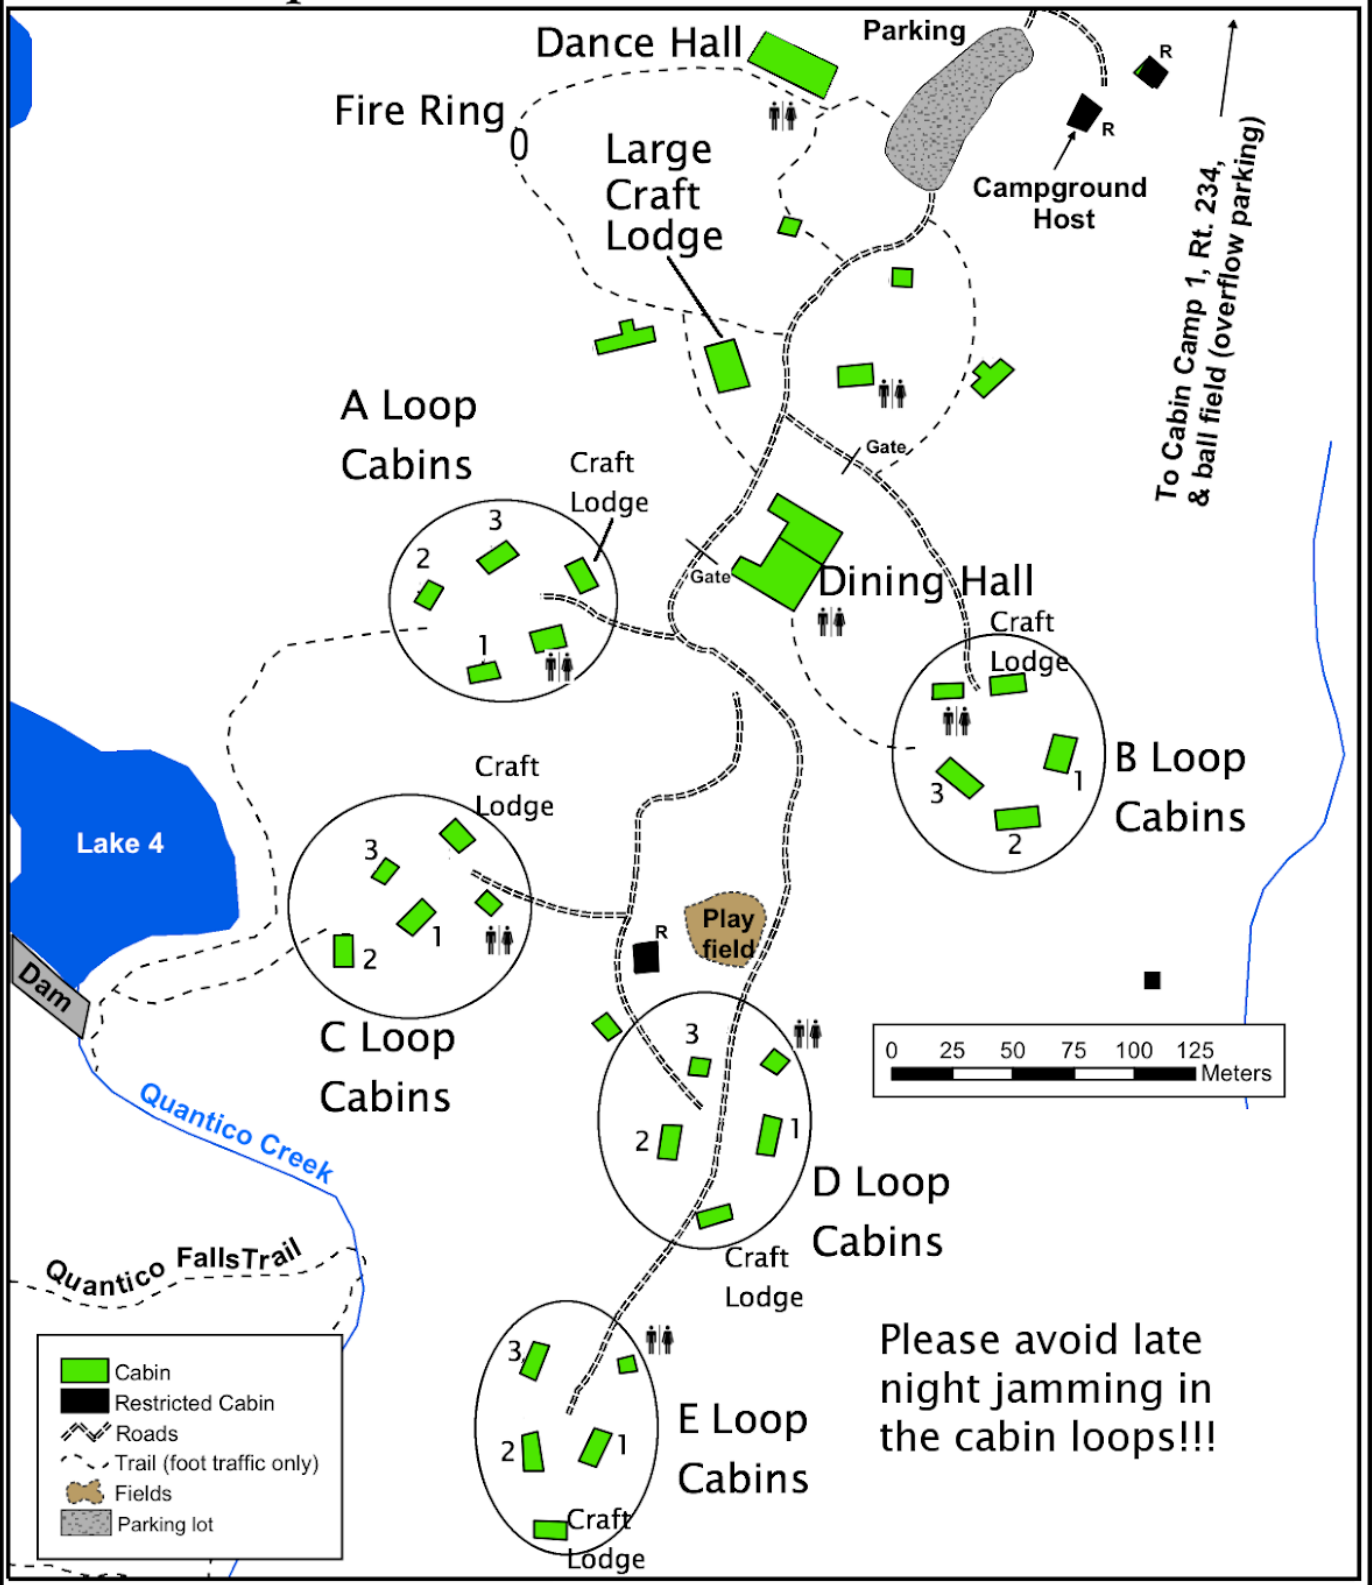 Dance Hall
Parking
R
Fire Ring
R
Large
Craft
Lodge
Campground
Host
To Cabin Camp 1, Rt. 234,
& ball field (overflow parking)
A Loop
Cabins
Craft
Lodge
Gate
3
2
1
Gate
Dining Hall
Craft
Lodge
B Loop
Cabins
1
3
2
Craft
Lodge
Lake 4
3
1
2
Play
field
R
Dam
C Loop
Cabins
3
2
1
0 25 50 75 100 125
Meters
Quantico Creek
D Loop
Cabins
Craft
Lodge
Quantico FallsTrail
3
2
1
E Loop
Cabins
Craft
Lodge
Please avoid late
night jamming in
the cabin loops!!!
Cabin
Restricted Cabin
Roads
Trail (foot traffic only)
Fields
Parking lot